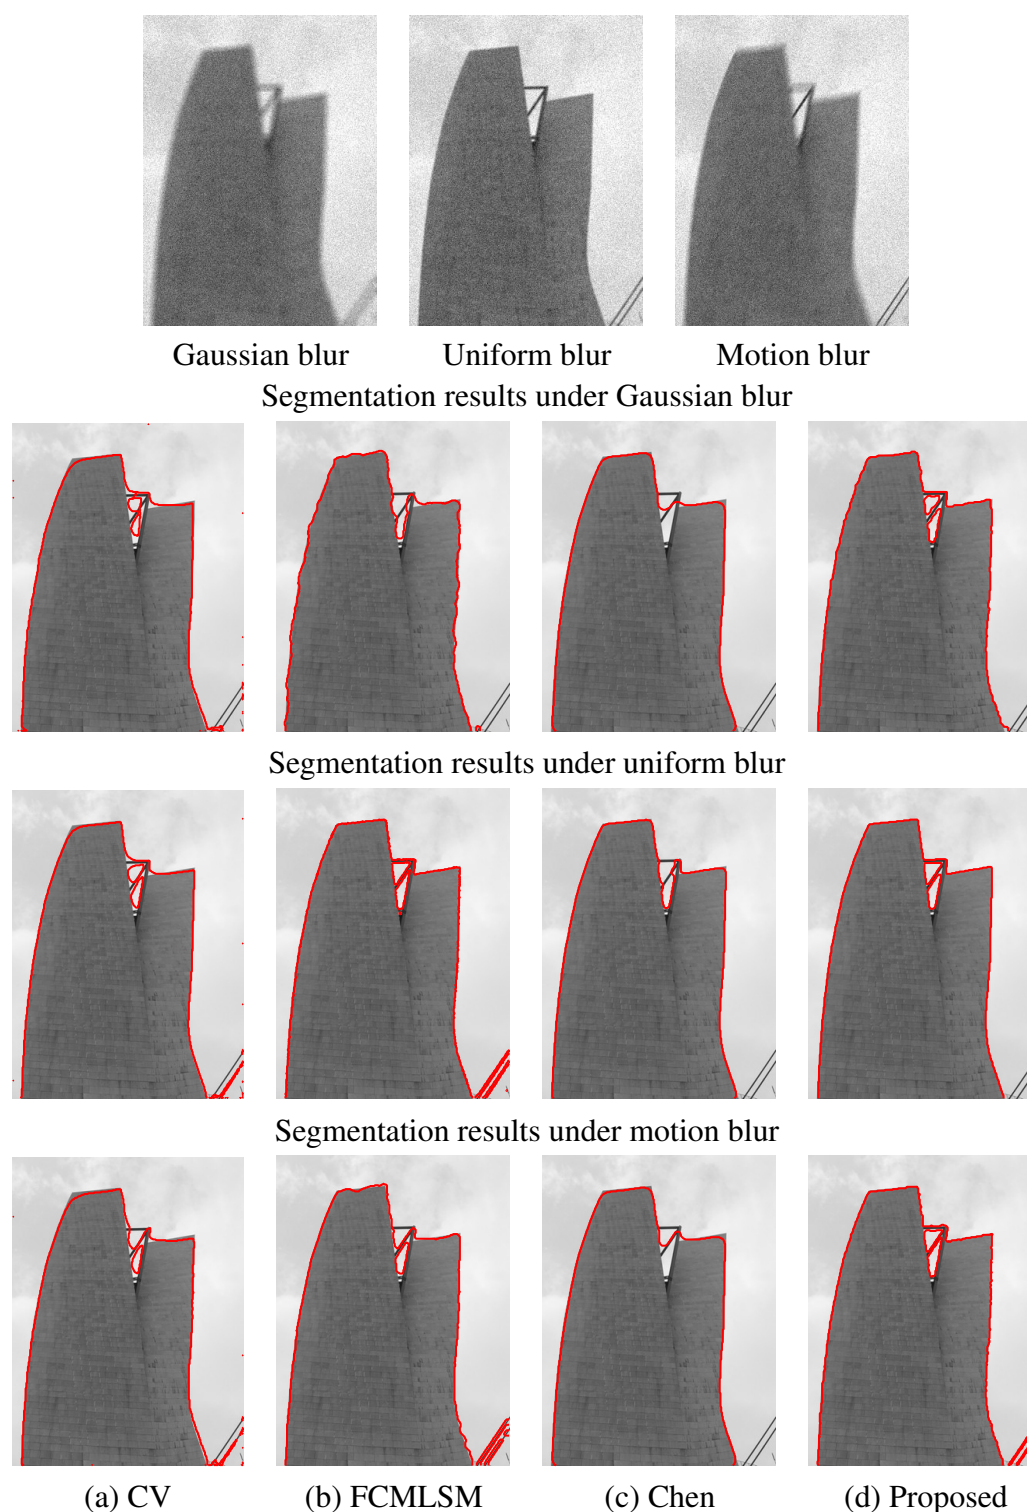 Gaussian blur Uniform blur Motion blur
Segmentation results under Gaussian blur
Segmentation results under uniform blur
Segmentation results under motion blur
(a) CV (b) FCMLSM (c) Chen (d) Proposed